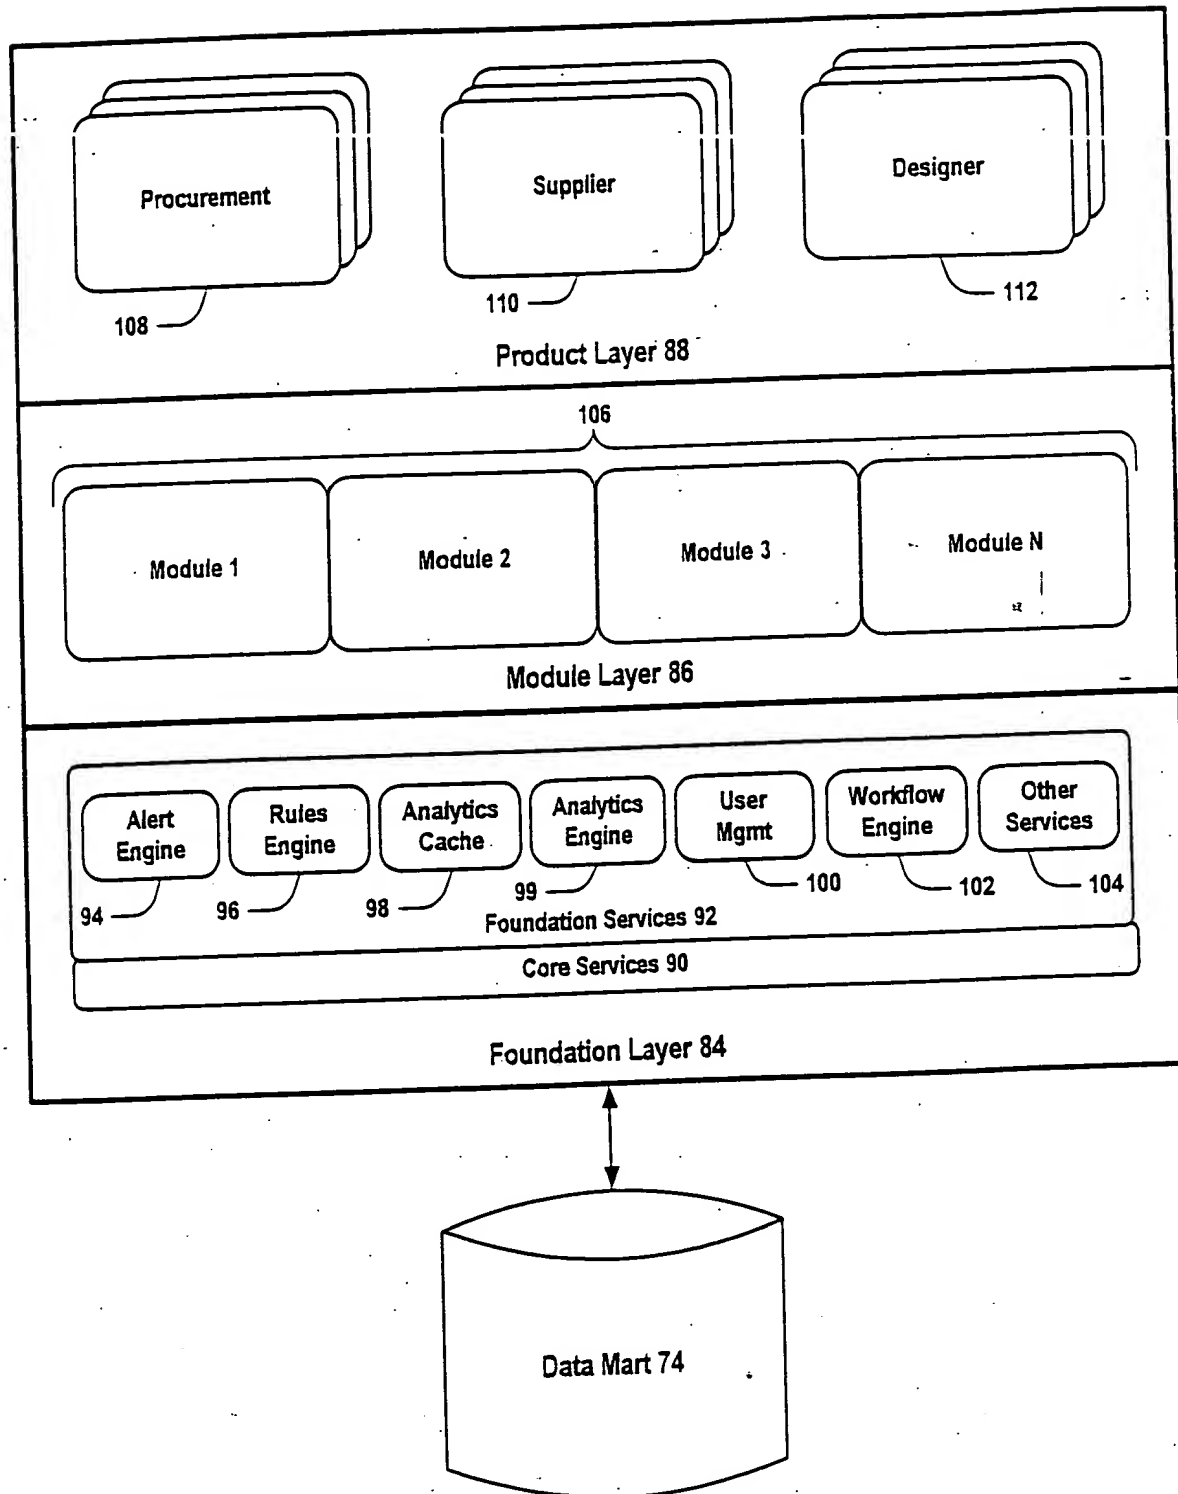 Procurement
Supplier
Designer
108
110
112
Product Layer 88
106
Module 1
Module 2
Module 3
Module N
Module Layer 86
Alert
Engine
Rules
Engine
Analytics
Cache
Analytics
Engine
User
Mgmt
Workflow
Engine
Other
Services
94
96
98
99
100
102
104
Foundation Services 92
Core Services 90
Foundation Layer 84
Data Mart 74